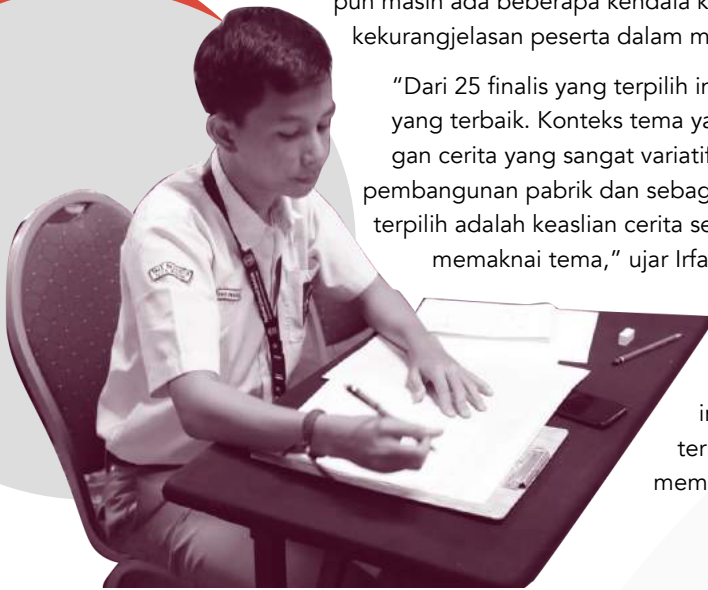 pun masih ada beberapa kendala k
kekurangjelasan peserta dalam m
"Dari 25 finalis yang terpilih in
yang terbaik. Konteks tema ya
gan cerita yang sangat variatif
pembangunan pabrik dan sebag
terpilih adalah keaslian cerita se
memaknai tema," ujar Irfa
in
ter
mem